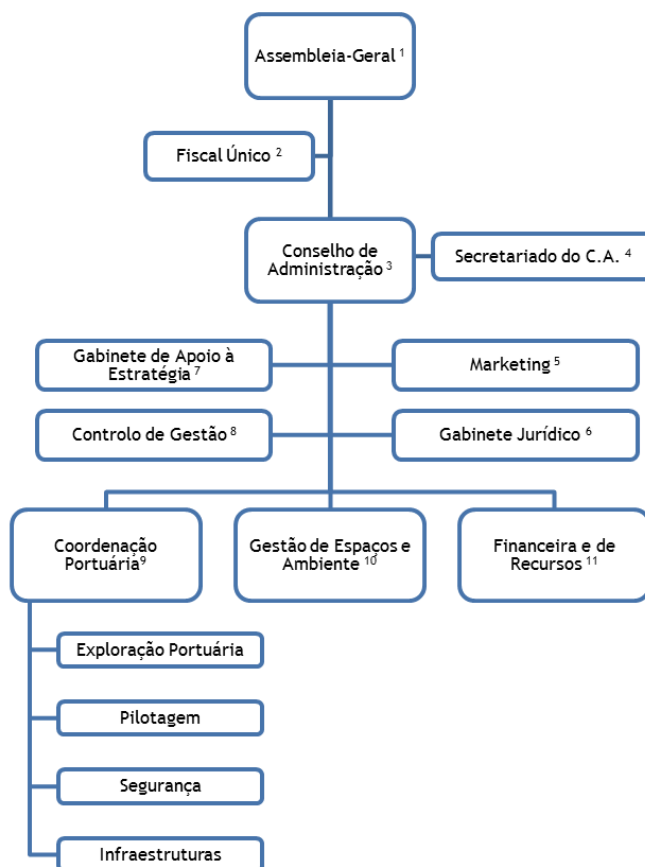 Assembleia-Geral ¹
Fiscal Único ²
Conselho de
Administração ³
Secretariado do C.A. ⁴
Gabinete de Apoio à
Estratégia ⁷
Marketing ⁵
Controlo de Gestão ⁸
Gabinete Jurídico ⁶
Coordenação
Portuária⁹
Gestão de Espaços e
Ambiente ¹⁰
Financeira e de
Recursos ¹¹
Exploração Portuária
Pilotagem
Segurança
Infraestruturas